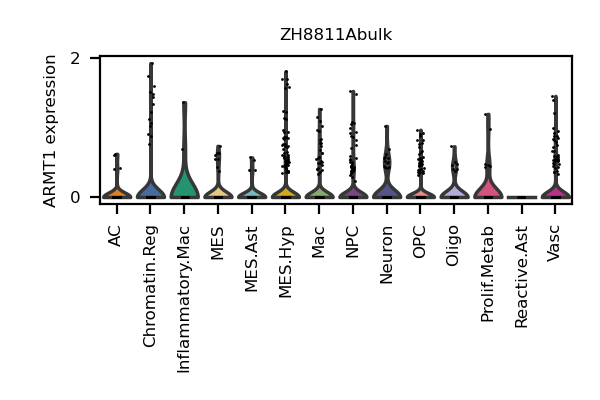 ZH8811Abulk
ARMT1 expression
2
0
AC
Chromatin.Reg
Inflammatory.Mac
MES
MES.Ast
MES.Hyp
Mac
NPC
Neuron
OPC
Oligo
Prolif.Metab
Reactive.Ast
Vasc